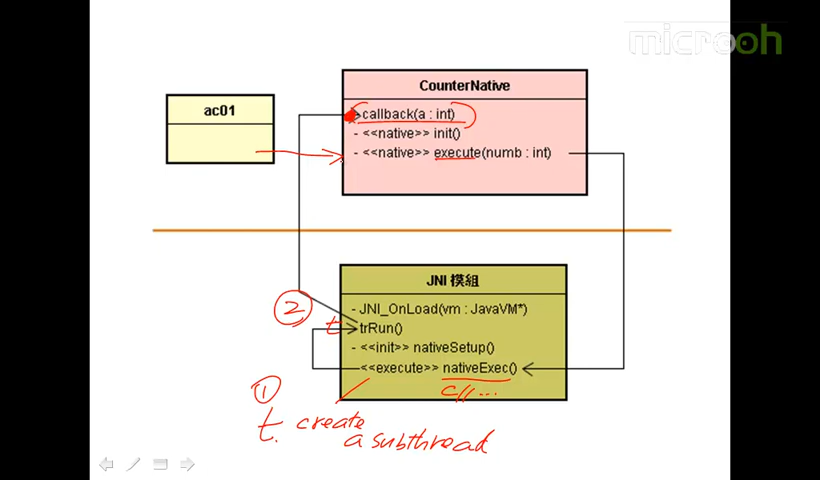 microoh
CounterNative
callback(a : int)
- <<native>> init()
- <<native>> execute(numb : int)
ac01
JNI 模組
- JNI_OnLoad(vm : JavaVM*)
t trRun()
- <<init>> nativeSetup()
<<execute>> nativeExec()
②
①
t. create
a subthread